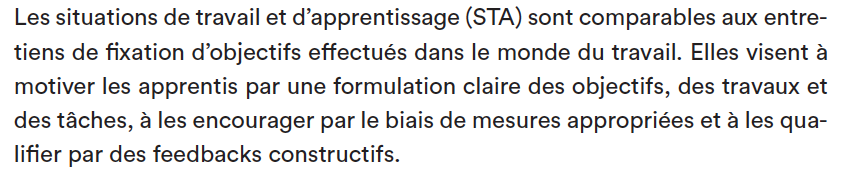 Les situations de travail et d’apprentissage (STA) sont comparables aux entre-
tiens de fixation d’objectifs effectués dans le monde du travail. Elles visent à
motiver les apprentis par une formulation claire des objectifs, des travaux et
des tâches, à les encourager par le biais de mesures appropriées et à les qua-
lifier par des feedbacks constructifs.